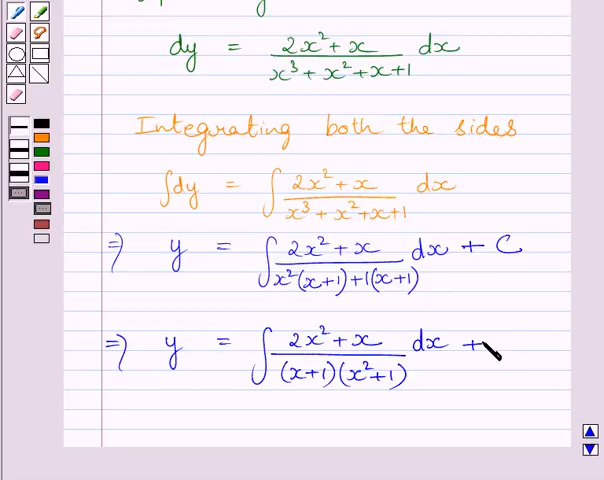 dy = (2x² + x)/(x³ + x² + x + 1) dx
Integrating both the sides
∫dy = ∫ (2x² + x)/(x³ + x² + x + 1) dx
⇒ y = ∫ (2x² + x)/(x²(x+1) + 1(x+1)) dx + C
⇒ y = ∫ (2x² + x)/((x+1)(x²+1)) dx +